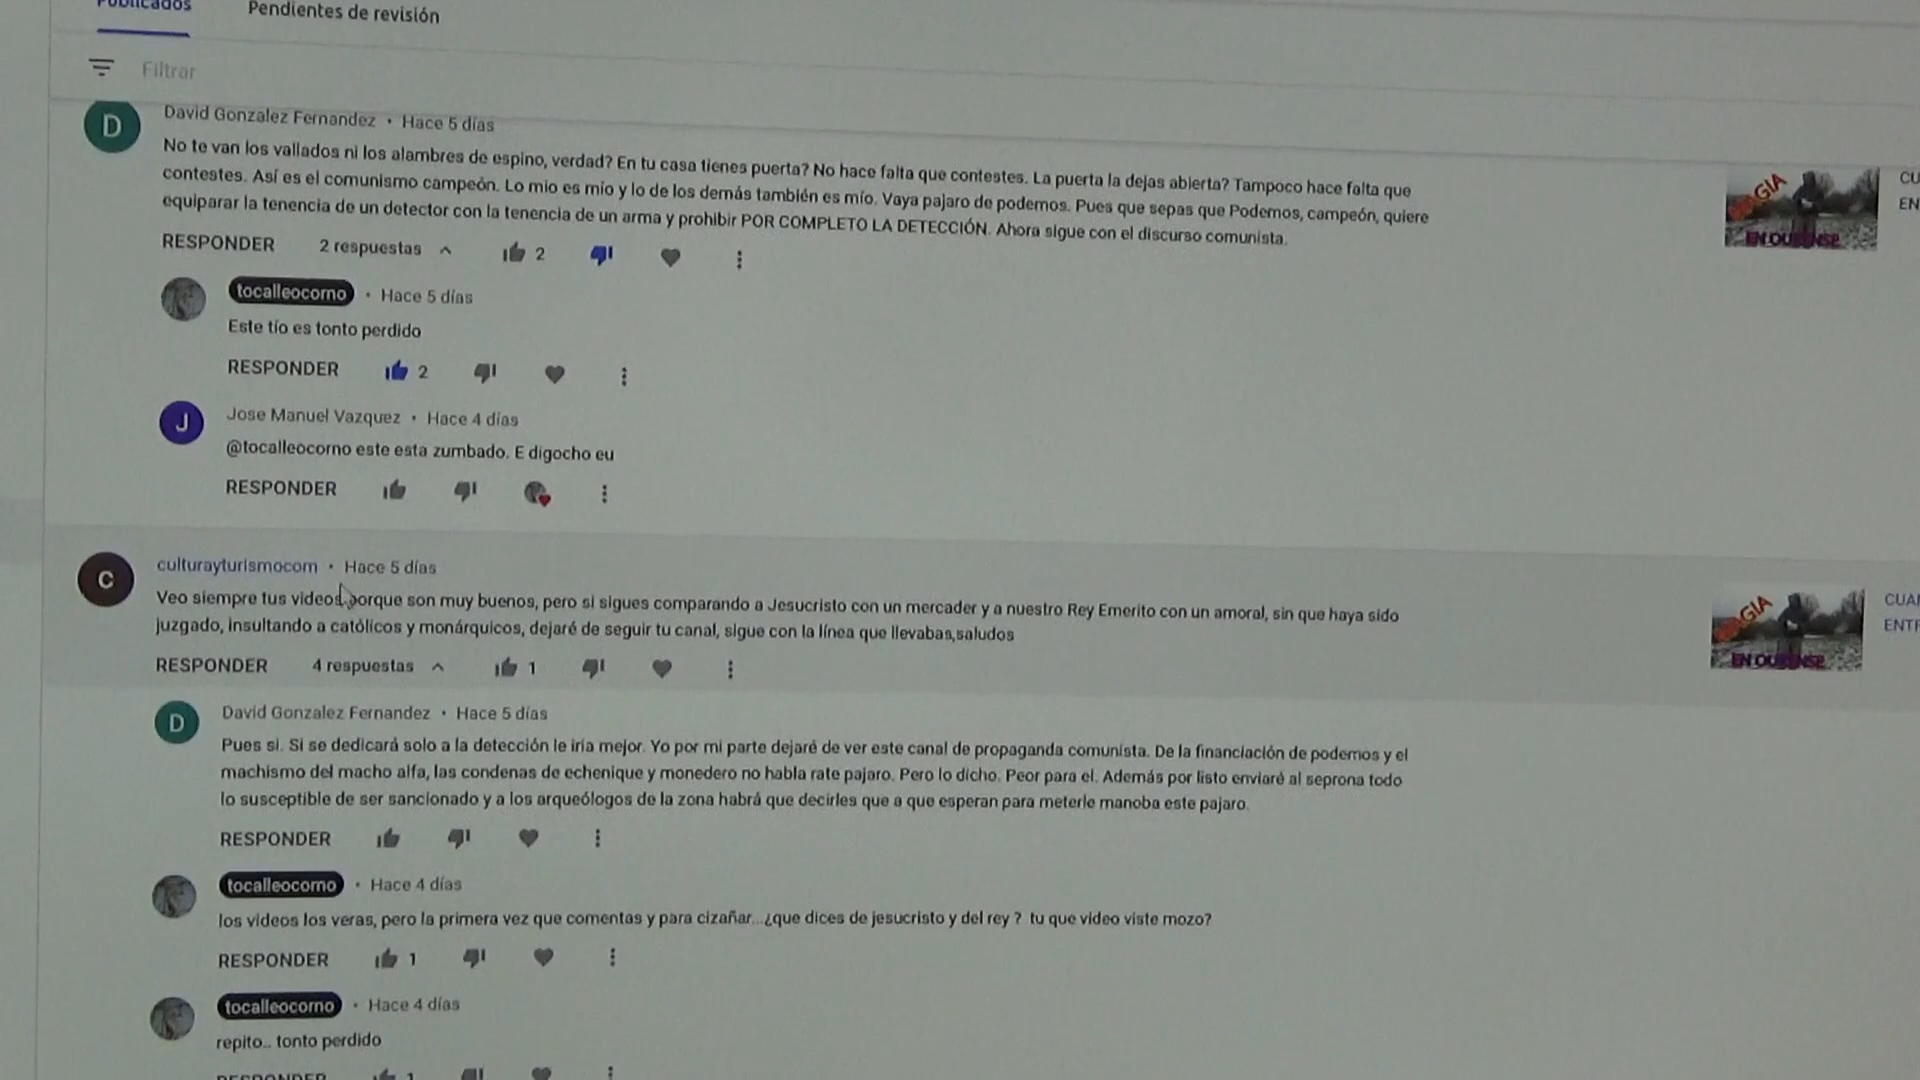 Publicados
Pendientes de revisión
Filtrar
D
David Gonzalez Fernandez • Hace 5 días
No te van los vallados ni los alambres de espino, verdad? En tu casa tienes puerta? No hace falta que contestes. La puerta la dejas abierta? Tampoco hace falta que
contestes. Así es el comunismo campeón. Lo mio es mío y lo de los demás también es mío. Vaya pajaro de podemos. Pues que sepas que Podemos, campeón, quiere
equiparar la tenencia de un detector con la tenencia de un arma y prohibir POR COMPLETO LA DETECCIÓN. Ahora sigue con el discurso comunista.
CU
EN
EN OURENSE
RESPONDER 2 respuestas 2
tocalleocorno • Hace 5 días
Este tío es tonto perdido
RESPONDER 2
J
Jose Manuel Vazquez • Hace 4 días
@tocalleocorno este esta zumbado. E digocho eu
RESPONDER
C
culturayturismocom • Hace 5 días
Veo siempre tus videos porque son muy buenos, pero si sigues comparando a Jesucristo con un mercader y a nuestro Rey Emerito con un amoral, sin que haya sido
juzgado, insultando a católicos y monárquicos, dejaré de seguir tu canal, sigue con la línea que llevabas,saludos
CUA
ENTR
EN OURENSE
RESPONDER 4 respuestas 1
D
David Gonzalez Fernandez • Hace 5 días
Pues si. Si se dedicará solo a la detección le iria mejor. Yo por mi parte dejaré de ver este canal de propaganda comunista. De la financiación de podemos y el
machismo del macho alfa, las condenas de echenique y monedero no habla rate pajaro. Pero lo dicho. Peor para el. Además por listo enviaré al seprona todo
lo susceptible de ser sancionado y a los arqueólogos de la zona habrá que decirles que a que esperan para meterle manoba este pajaro.
RESPONDER
tocalleocorno • Hace 4 días
los videos los veras, pero la primera vez que comentas y para cizañar...¿que dices de jesucristo y del rey ? tu que video viste mozo?
RESPONDER 1
tocalleocorno • Hace 4 días
repito.. tonto perdido
RESPONDER 1